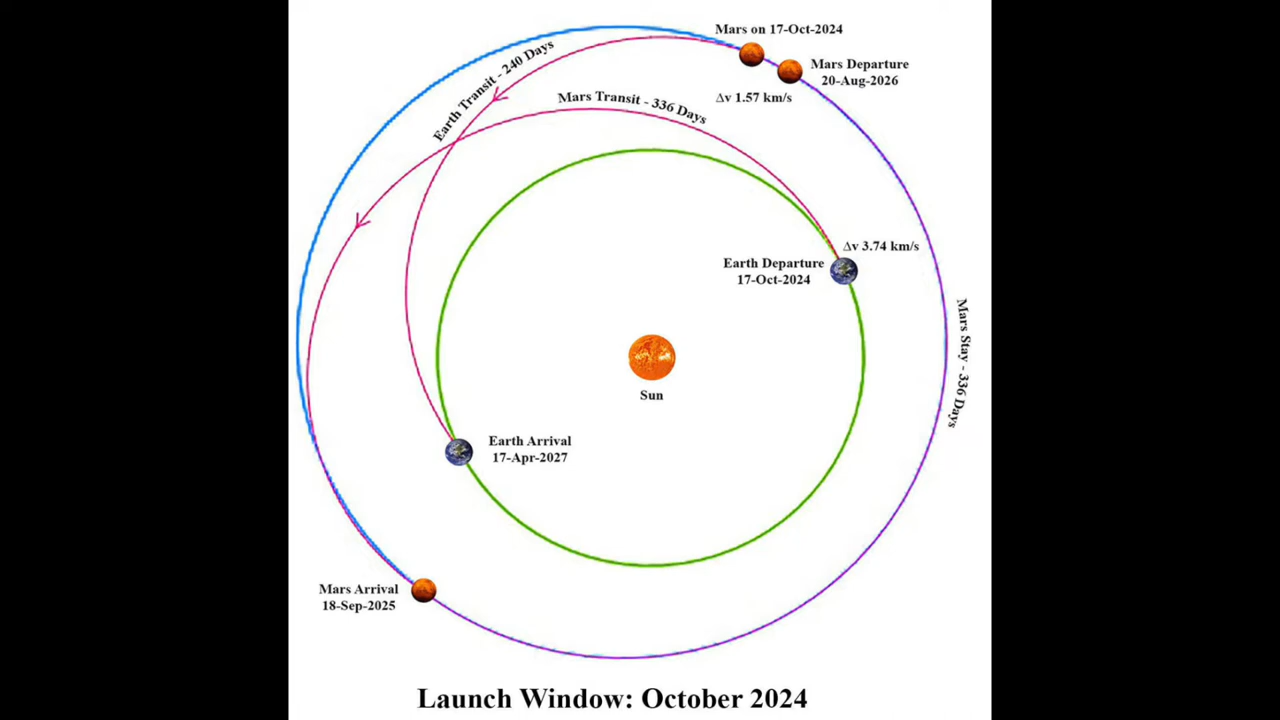 Mars on 17-Oct-2024
Mars Departure
20-Aug-2026
Δv 1.57 km/s
Earth Transit - 240 Days
Mars Transit - 336 Days
Δv 3.74 km/s
Earth Departure
17-Oct-2024
Mars Stay - 336 Days
Sun
Earth Arrival
17-Apr-2027
Mars Arrival
18-Sep-2025
Launch Window: October 2024